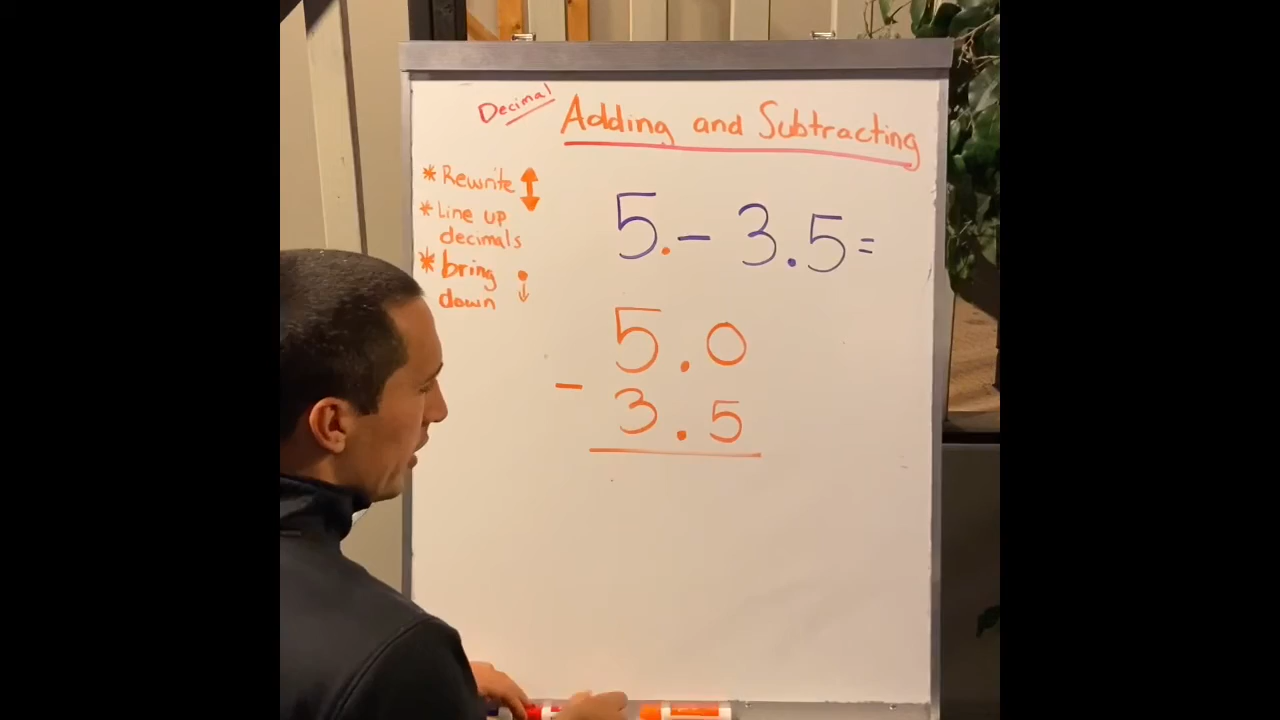 Decimal
Adding and Subtracting
* Rewrite
* Line up
decimals
* bring
down
5.- 3.5=
5.0
- 3.5